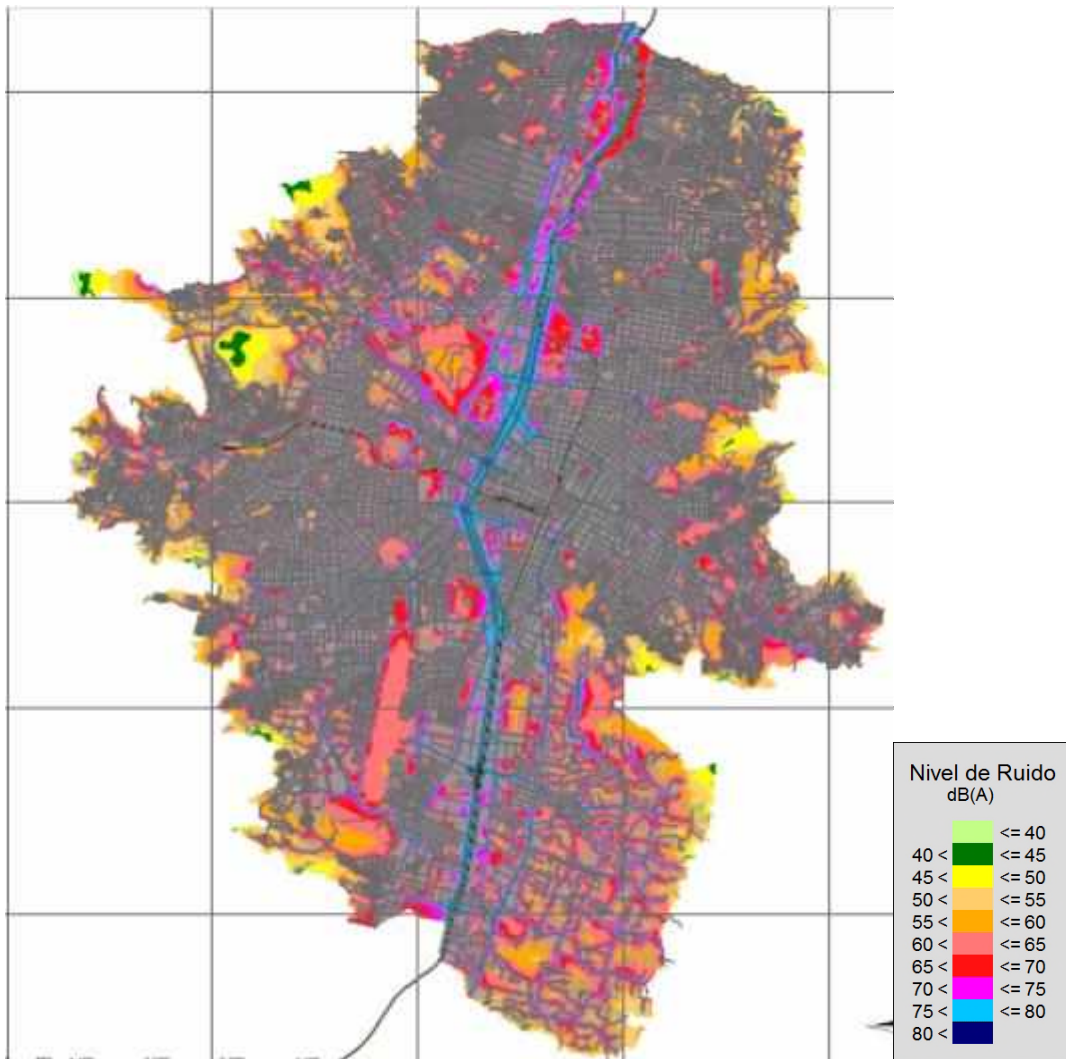 Nivel de Ruido
dB(A)
<= 40
40 < <= 45
45 < <= 50
50 < <= 55
55 < <= 60
60 < <= 65
65 < <= 70
70 < <= 75
75 < <= 80
80 <